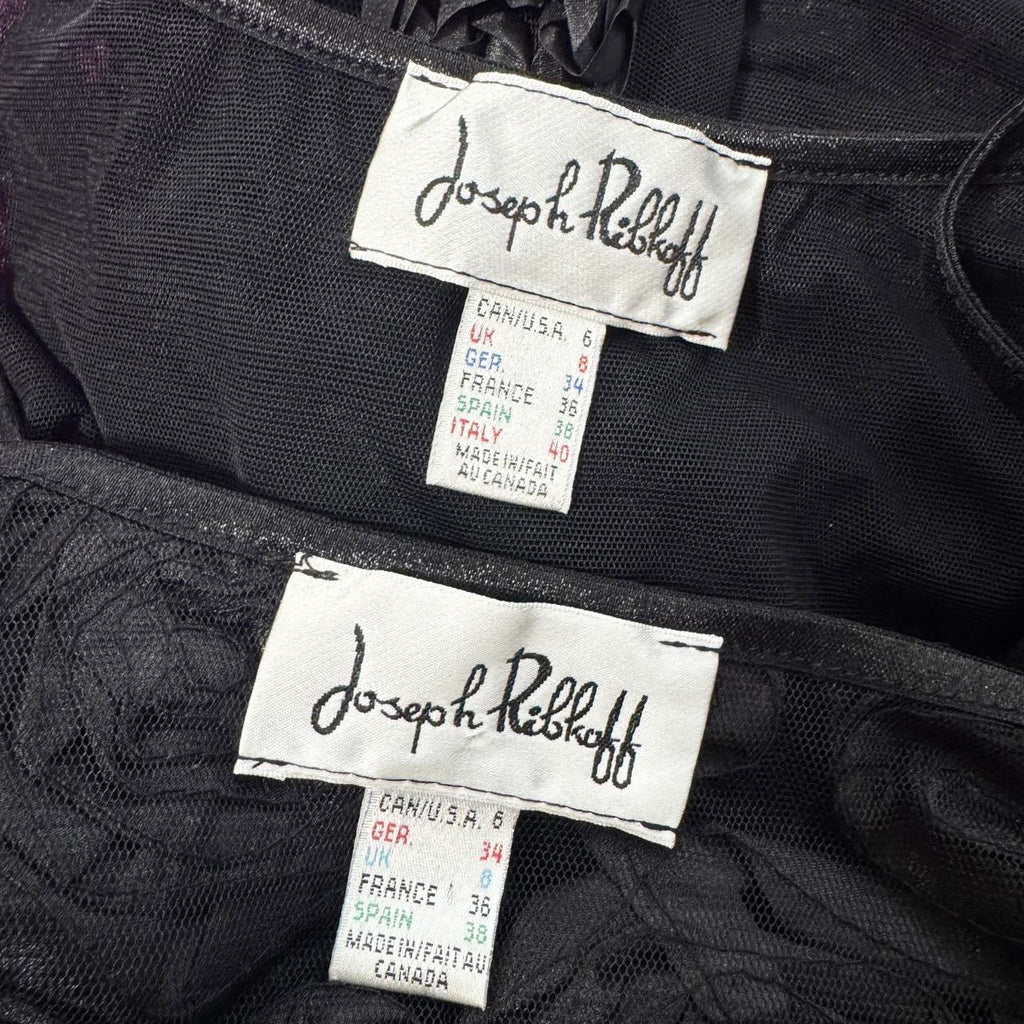 Joseph Ribkoff
CAN/U.S.A. 6
UK 8
GER. 34
FRANCE 36
SPAIN 38
ITALY 40
MADE IN/FAIT
AU CANADA
Joseph Ribkoff
CAN/U.S.A. 6
GER. 34
UK 8
FRANCE 36
SPAIN 38
MADE IN/FAIT AU
CANADA